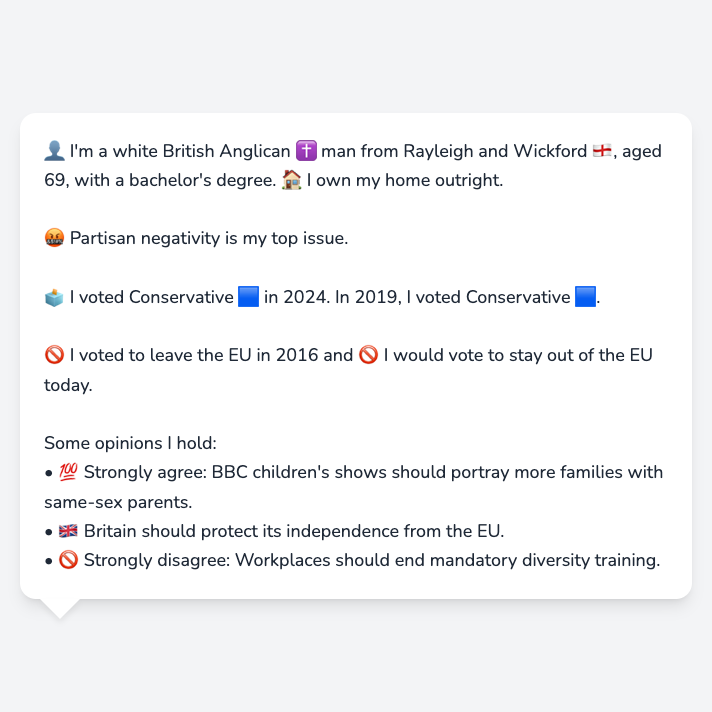 👤 I'm a white British Anglican ✝️ man from Rayleigh and Wickford 🏴󠁧󠁢󠁥󠁮󠁧󠁿, aged
69, with a bachelor's degree. 🏠 I own my home outright.
🤬 Partisan negativity is my top issue.
🗳️ I voted Conservative 🟦 in 2024. In 2019, I voted Conservative 🟦.
🚫 I voted to leave the EU in 2016 and 🚫 I would vote to stay out of the EU
today.
Some opinions I hold:
• 💯 Strongly agree: BBC children's shows should portray more families with
same-sex parents.
• 🇬🇧 Britain should protect its independence from the EU.
• 🚫 Strongly disagree: Workplaces should end mandatory diversity training.